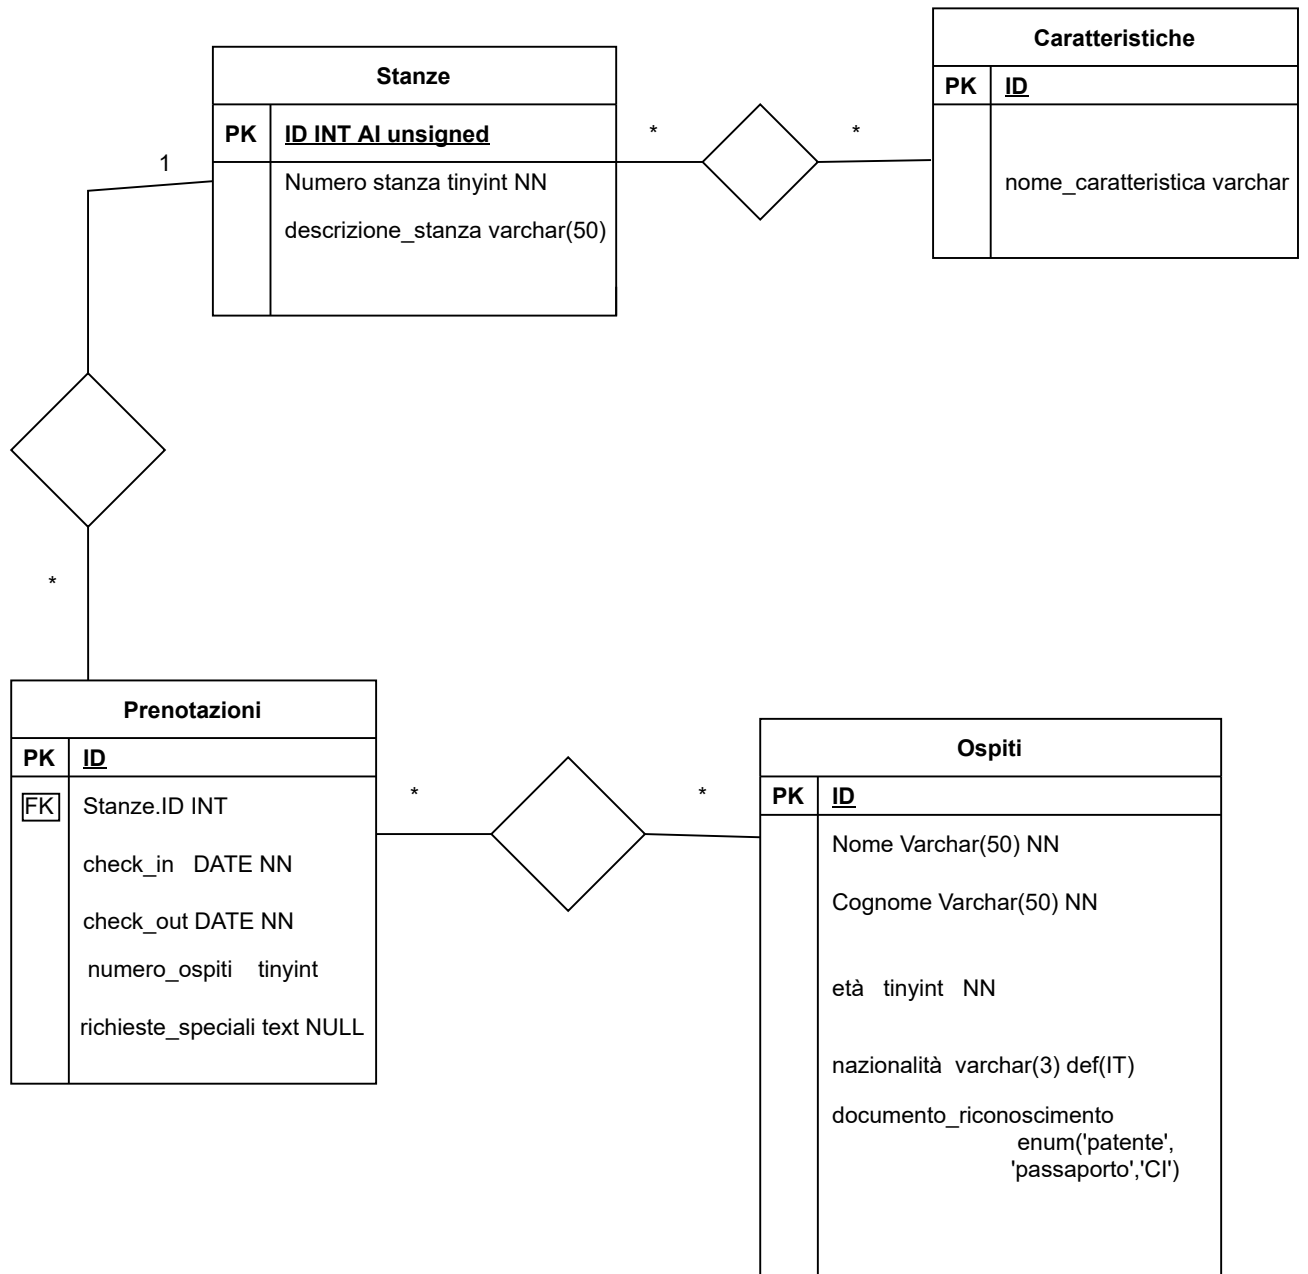 Caratteristiche
PK ID
nome_caratteristica varchar
Stanze
PK ID INT AI unsigned
Numero stanza tinyint NN
descrizione_stanza varchar(50)
*
*
1
*
Prenotazioni
PK ID
FK Stanze.ID INT
check_in DATE NN
check_out DATE NN
numero_ospiti tinyint
richieste_speciali text NULL
*
*
Ospiti
PK ID
Nome Varchar(50) NN
Cognome Varchar(50) NN
età tinyint NN
nazionalità varchar(3) def(IT)
documento_riconoscimento
enum('patente',
'passaporto','CI')